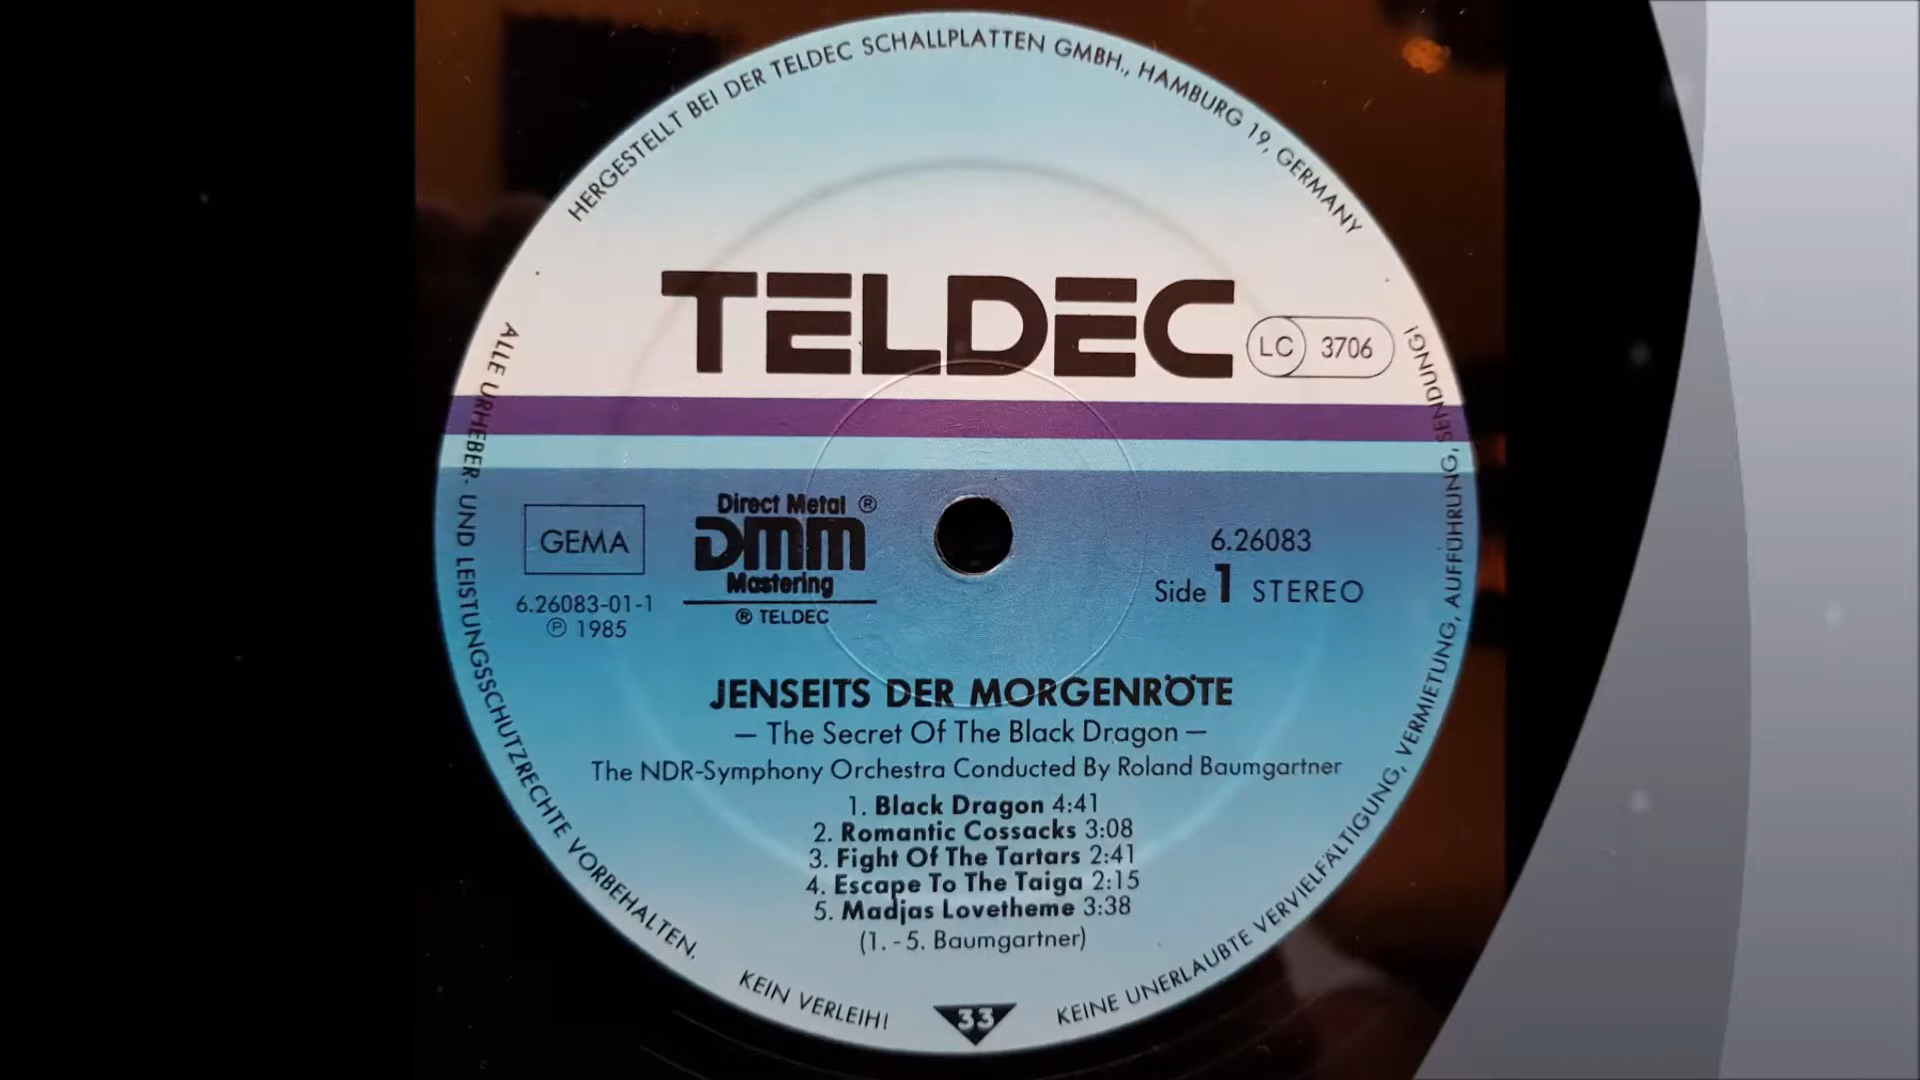 HERGESTELLT BEI DER TELDEC SCHALLPLATTEN GMBH., HAMBURG 19, GERMANY
TELDEC
LC 3706
GEMA
6.26083-01-1
Ⓟ 1985
Direct Metal ®
DMM
Mastering
® TELDEC
6.26083
Side 1 STEREO
JENSEITS DER MORGENRÖTE
— The Secret Of The Black Dragon —
The NDR-Symphony Orchestra Conducted By Roland Baumgartner
1. Black Dragon 4:41
2. Romantic Cossacks 3:08
3. Fight Of The Tartars 2:41
4. Escape To The Taiga 2:15
5. Madjas Lovetheme 3:38
(1. - 5. Baumgartner)
ALLE URHEBER- UND LEISTUNGSSCHUTZRECHTE VORBEHALTEN.
KEIN VERLEIH!
33
KEINE UNERLAUBTE VERVIELFÄLTIGUNG, VERMIETUNG, AUFFÜHRUNG, SENDUNG!